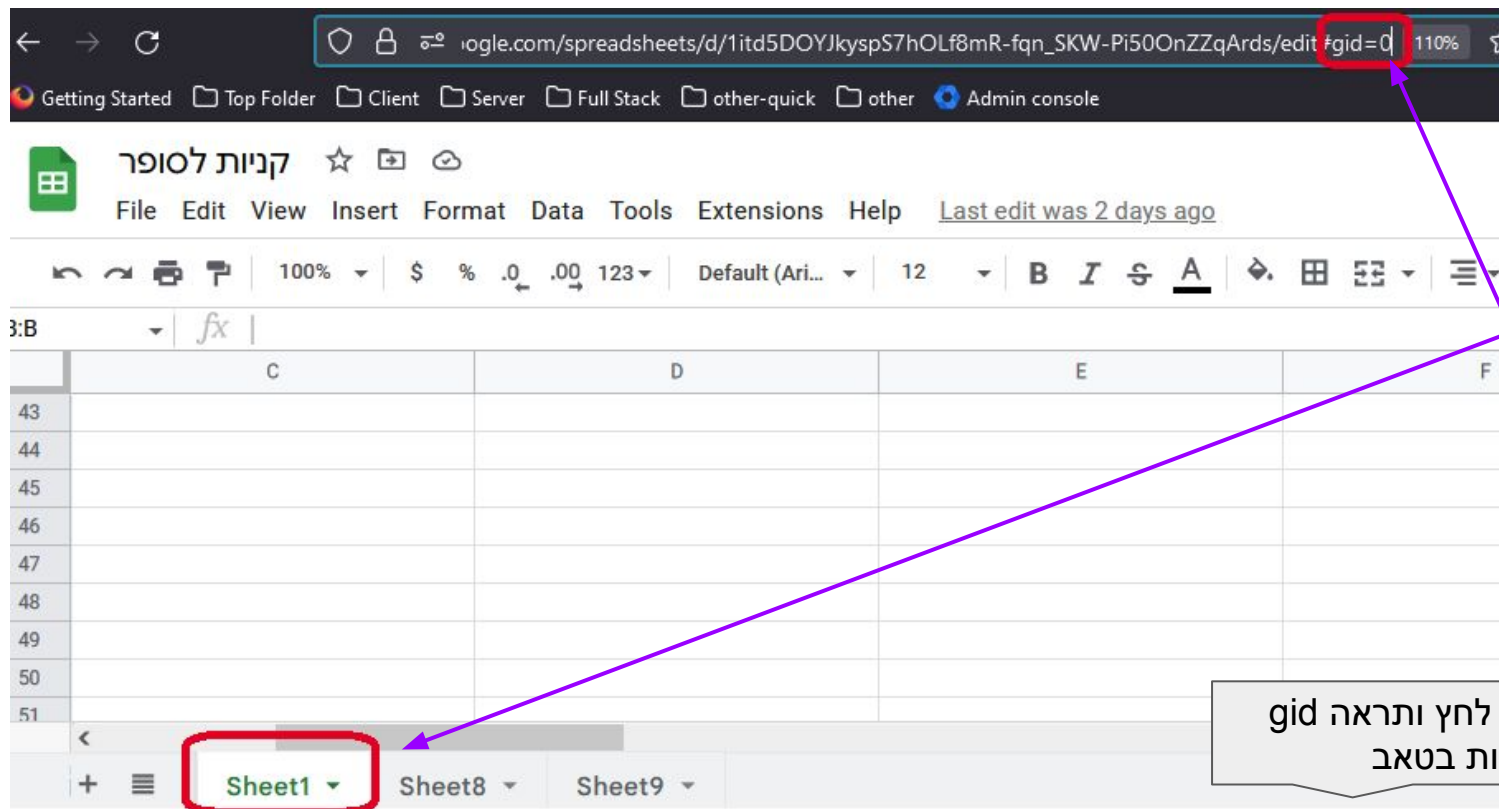 ogle.com/spreadsheets/d/1itd5DOYJkyspS7hOLf8mR-fqn_SKW-Pi50OnZZqArds/edit#gid=0 110%
Getting Started Top Folder Client Server Full Stack other-quick other Admin console
קניות לסופר
File Edit View Insert Format Data Tools Extensions Help Last edit was 2 days ago
100% $ % .0 .00 123 Default (Ari... 12 B I S A
:B fx
C D E F
43
44
45
46
47
48
49
50
51
לחץ ותראה gid
ות בטאב
+ Sheet1 Sheet8 Sheet9